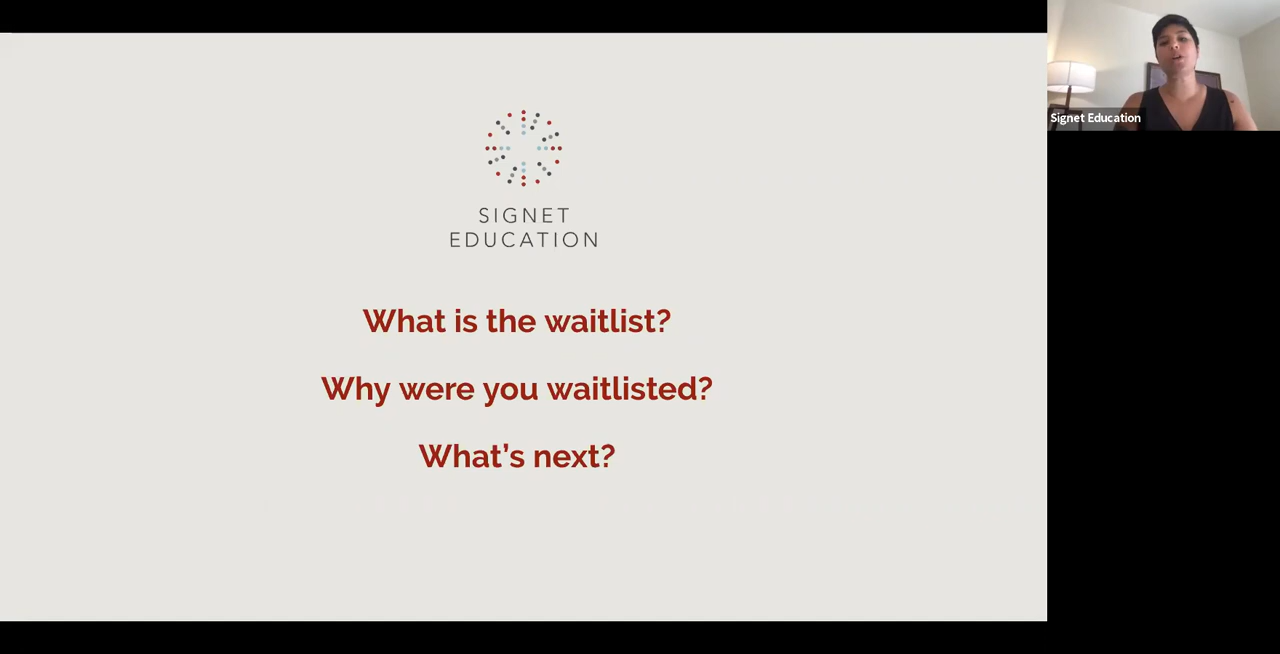 SIGNET
EDUCATION
What is the waitlist?
Why were you waitlisted?
What's next?
Signet Education